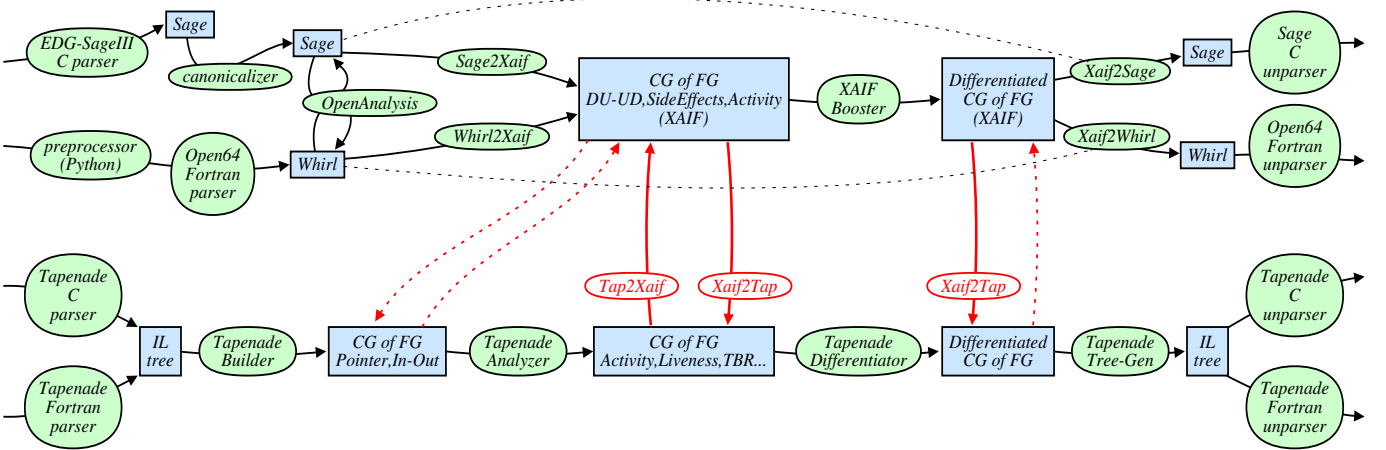 EDG-SageIII
C parser
Sage
canonicalizer
Sage
OpenAnalysis
Sage2Xaif
CG of FG
DU-UD,SideEffects,Activity
(XAIF)
XAIF
Booster
Differentiated
CG of FG
(XAIF)
Xaif2Sage
Sage
Sage
C
unparser
preprocessor
(Python)
Open64
Fortran
parser
Whirl
Whirl2Xaif
Xaif2Whirl
Whirl
Open64
Fortran
unparser
Tap2Xaif
Xaif2Tap
Xaif2Tap
Tapenade
C
parser
Tapenade
Fortran
parser
IL
tree
Tapenade
Builder
CG of FG
Pointer,In-Out
Tapenade
Analyzer
CG of FG
Activity,Liveness,TBR...
Tapenade
Differentiator
Differentiated
CG of FG
Tapenade
Tree-Gen
IL
tree
Tapenade
C
unparser
Tapenade
Fortran
unparser